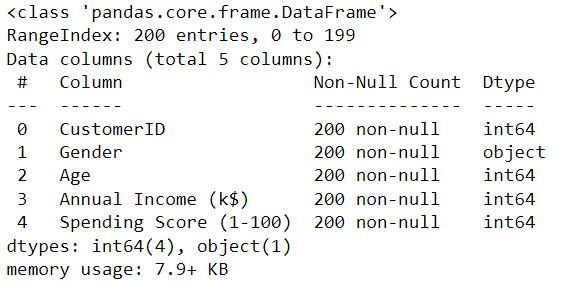 <class 'pandas.core.frame.DataFrame'>
RangeIndex: 200 entries, 0 to 199
Data columns (total 5 columns):
 #   Column                  Non-Null Count  Dtype
---  ------                  --------------  -----
 0   CustomerID              200 non-null    int64
 1   Gender                  200 non-null    object
 2   Age                     200 non-null    int64
 3   Annual Income (k$)      200 non-null    int64
 4   Spending Score (1-100)  200 non-null    int64
dtypes: int64(4), object(1)
memory usage: 7.9+ KB